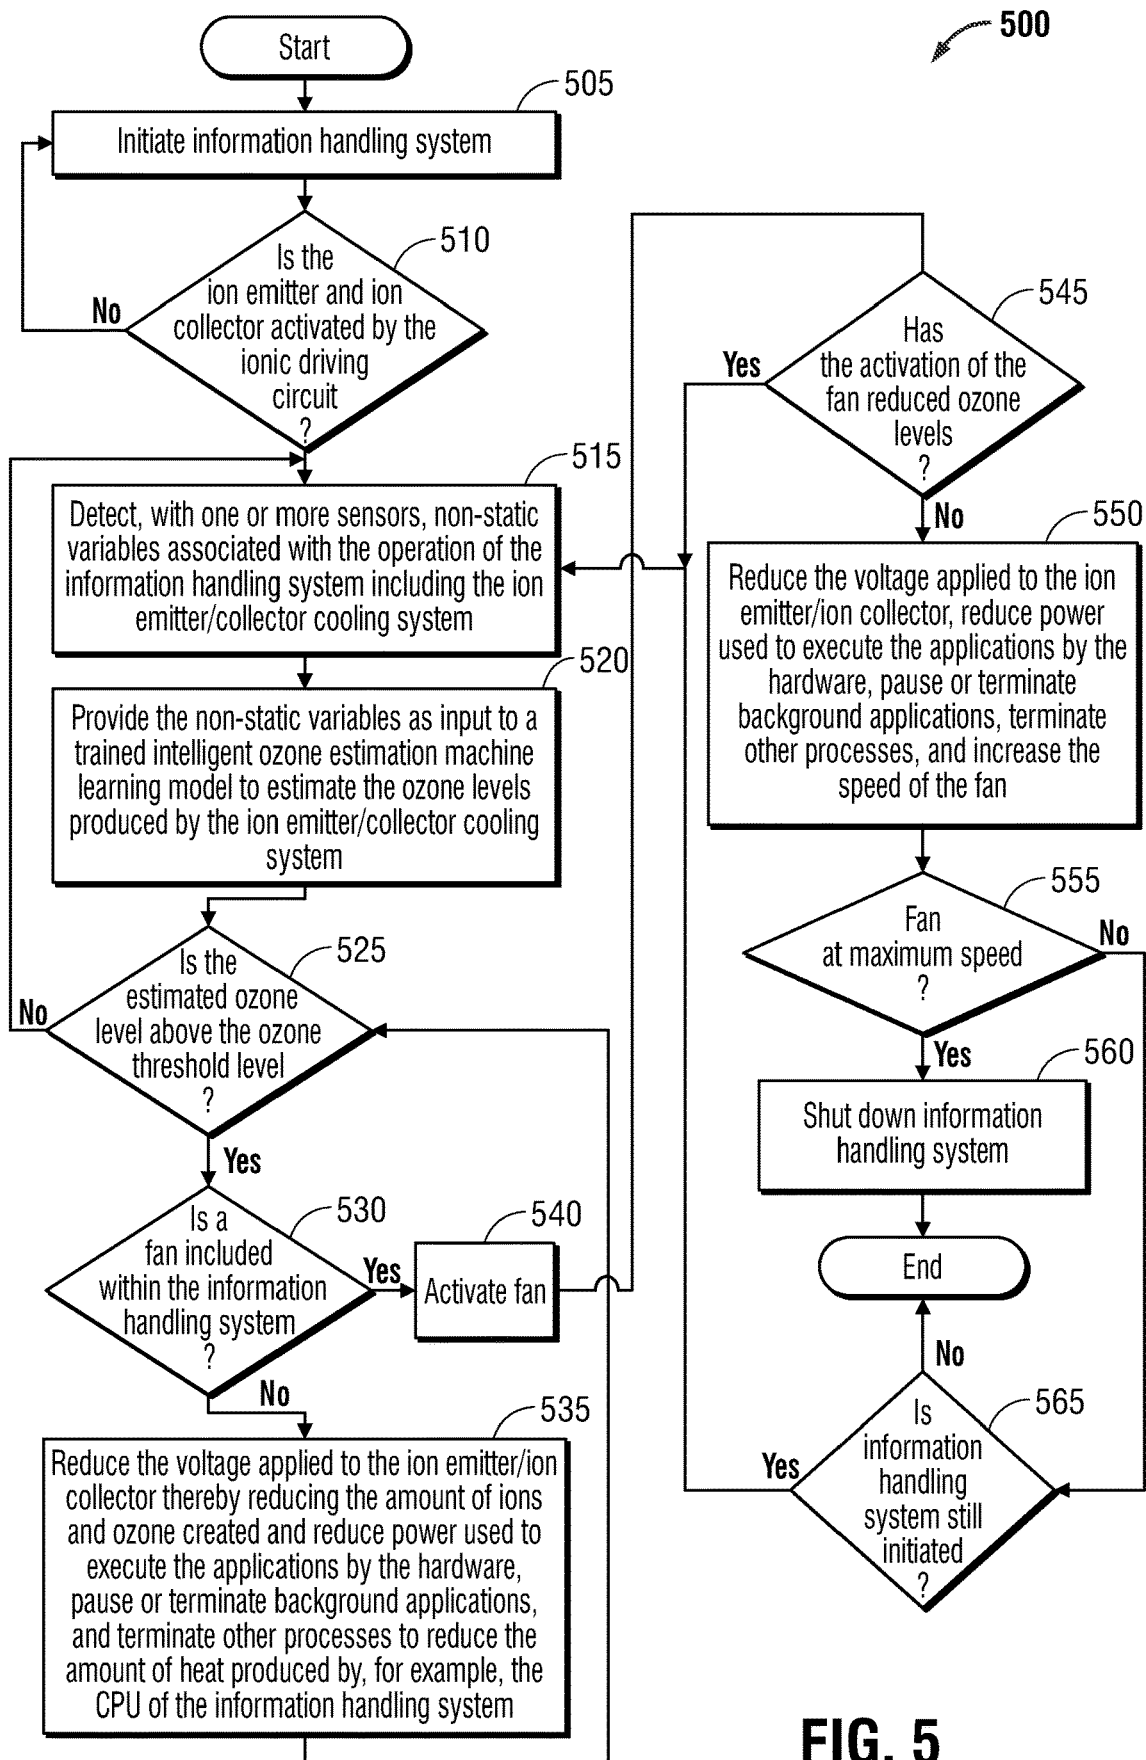 500
Start
505
Initiate information handling system
510
Is the
ion emitter and ion
collector activated by the
ionic driving
circuit
?
No
515
Detect, with one or more sensors, non-static
variables associated with the operation of the
information handling system including the ion
emitter/collector cooling system
520
Provide the non-static variables as input to a
trained intelligent ozone estimation machine
learning model to estimate the ozone levels
produced by the ion emitter/collector cooling
system
525
Is the
estimated ozone
level above the ozone
threshold level
?
No
Yes
530
Is a
fan included
within the information
handling system
?
Yes
540
Activate fan
No
535
Reduce the voltage applied to the ion emitter/ion
collector thereby reducing the amount of ions
and ozone created and reduce power used to
execute the applications by the hardware,
pause or terminate background applications,
and terminate other processes to reduce the
amount of heat produced by, for example, the
CPU of the information handling system
545
Has
the activation of the
fan reduced ozone
levels
?
Yes
No
550
Reduce the voltage applied to the ion
emitter/ion collector, reduce power
used to execute the applications by the
hardware, pause or terminate
background applications, terminate
other processes, and increase the
speed of the fan
555
Fan
at maximum speed
?
No
Yes
560
Shut down information
handling system
End
No
565
Is
information
handling
system still
initiated
?
Yes
FIG. 5